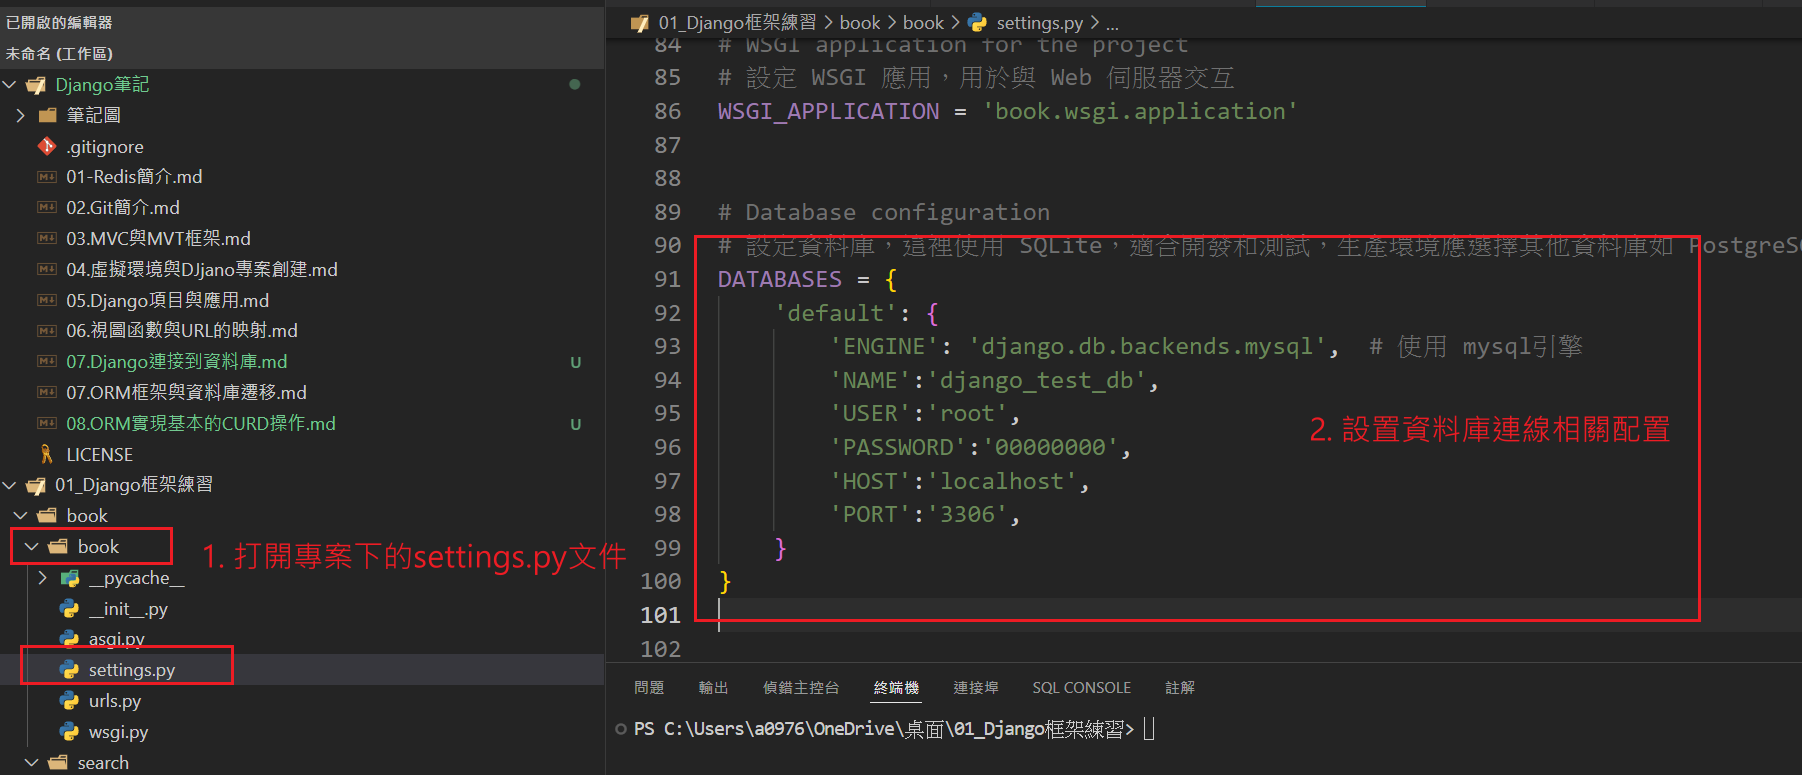 已開啟的編輯器
未命名 (工作區)
Django筆記
筆記圖
.gitignore
01-Redis簡介.md
02.Git簡介.md
03.MVC與MVT框架.md
04.虛擬環境與DJjano專案創建.md
05.Django項目與應用.md
06.視圖函數與URL的映射.md
07.Django連接到資料庫.md U
07.ORM框架與資料庫遷移.md
08.ORM實現基本的CURD操作.md U
LICENSE
01_Django框架練習
book
book
1. 打開專案下的settings.py文件
__pycache__
__init__.py
asgi.py
settings.py
urls.py
wsgi.py
search
01_Django框架練習 > book > book > settings.py > ...
84 # WSGI application for the project
85 # 設定 WSGI 應用，用於與 Web 伺服器交互
86 WSGI_APPLICATION = 'book.wsgi.application'
87
88
89 # Database configuration
90 # 設定資料庫，這裡使用 SQLite，適合開發和測試，生產環境應選擇其他資料庫如 PostgreS
91 DATABASES = {
92 'default': {
93 'ENGINE': 'django.db.backends.mysql', # 使用 mysql引擎
94 'NAME':'django_test_db',
95 'USER':'root',
96 'PASSWORD':'00000000',
97 'HOST':'localhost',
98 'PORT':'3306',
99 }
100 }
101
102
2. 設置資料庫連線相關配置
問題 輸出 偵錯主控台 終端機 連接埠 SQL CONSOLE 註解
PS C:\Users\a0976\OneDrive\桌面\01_Django框架練習>